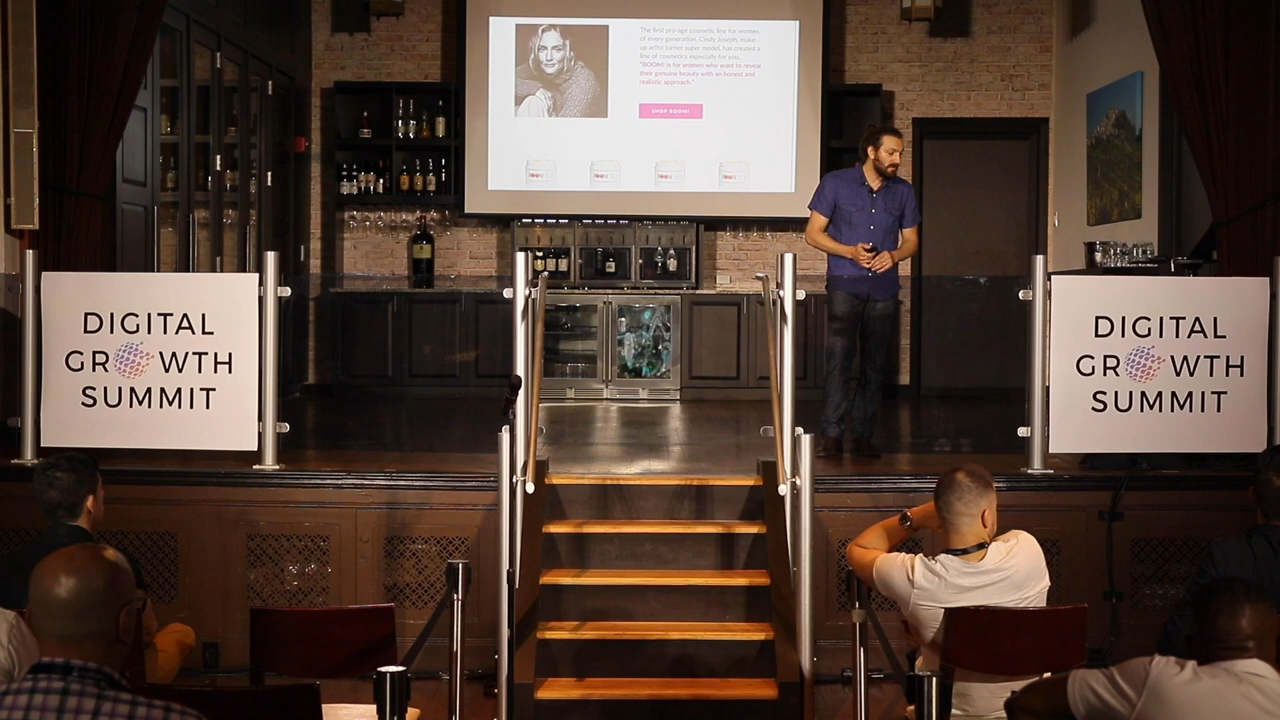 The first pro-age cosmetic line for women
of every generation. Cindy Joseph, make-
up artist turner super model, has created a
line of cosmetics especially for you.
"BOOM! is for women who want to reveal
their genuine beauty with an honest and
realistic approach."
SHOP BOOM!
DIGITAL
GROWTH
SUMMIT
DIGITAL
GROWTH
SUMMIT